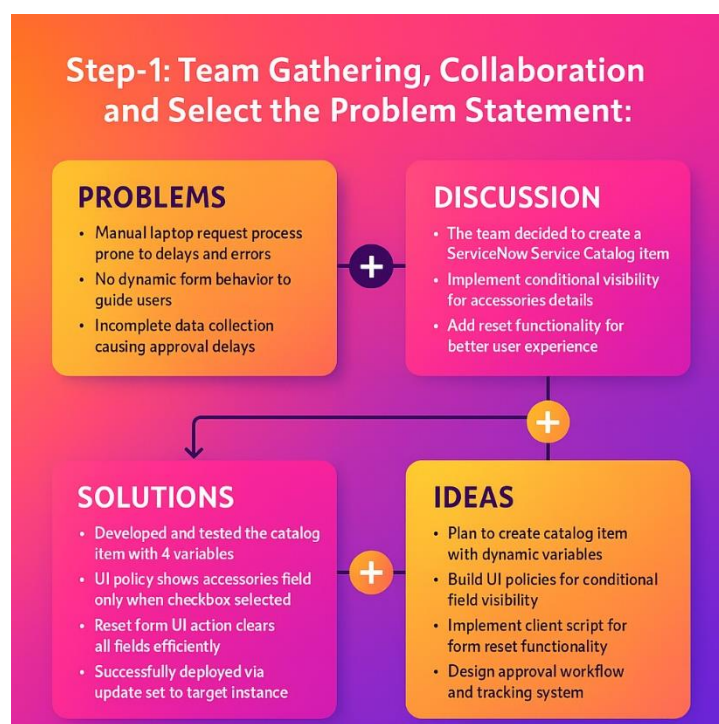 Step-1: Team Gathering, Collaboration
and Select the Problem Statement:
PROBLEMS
• Manual laptop request process
prone to delays and errors
• No dynamic form behavior to
guide users
• Incomplete data collection
causing approval delays
DISCUSSION
• The team decided to create a
ServiceNow Service Catalog item
• Implement conditional visibility
for accessories details
• Add reset functionality for
better user experience
SOLUTIONS
• Developed and tested the catalog
item with 4 variables
• UI policy shows accessories field
only when checkbox selected
• Reset form UI action clears
all fields efficiently
• Successfully deployed via
update set to target instance
IDEAS
• Plan to create catalog item
with dynamic variables
• Build UI policies for conditional
field visibility
• Implement client script for
form reset functionality
• Design approval workflow
and tracking system